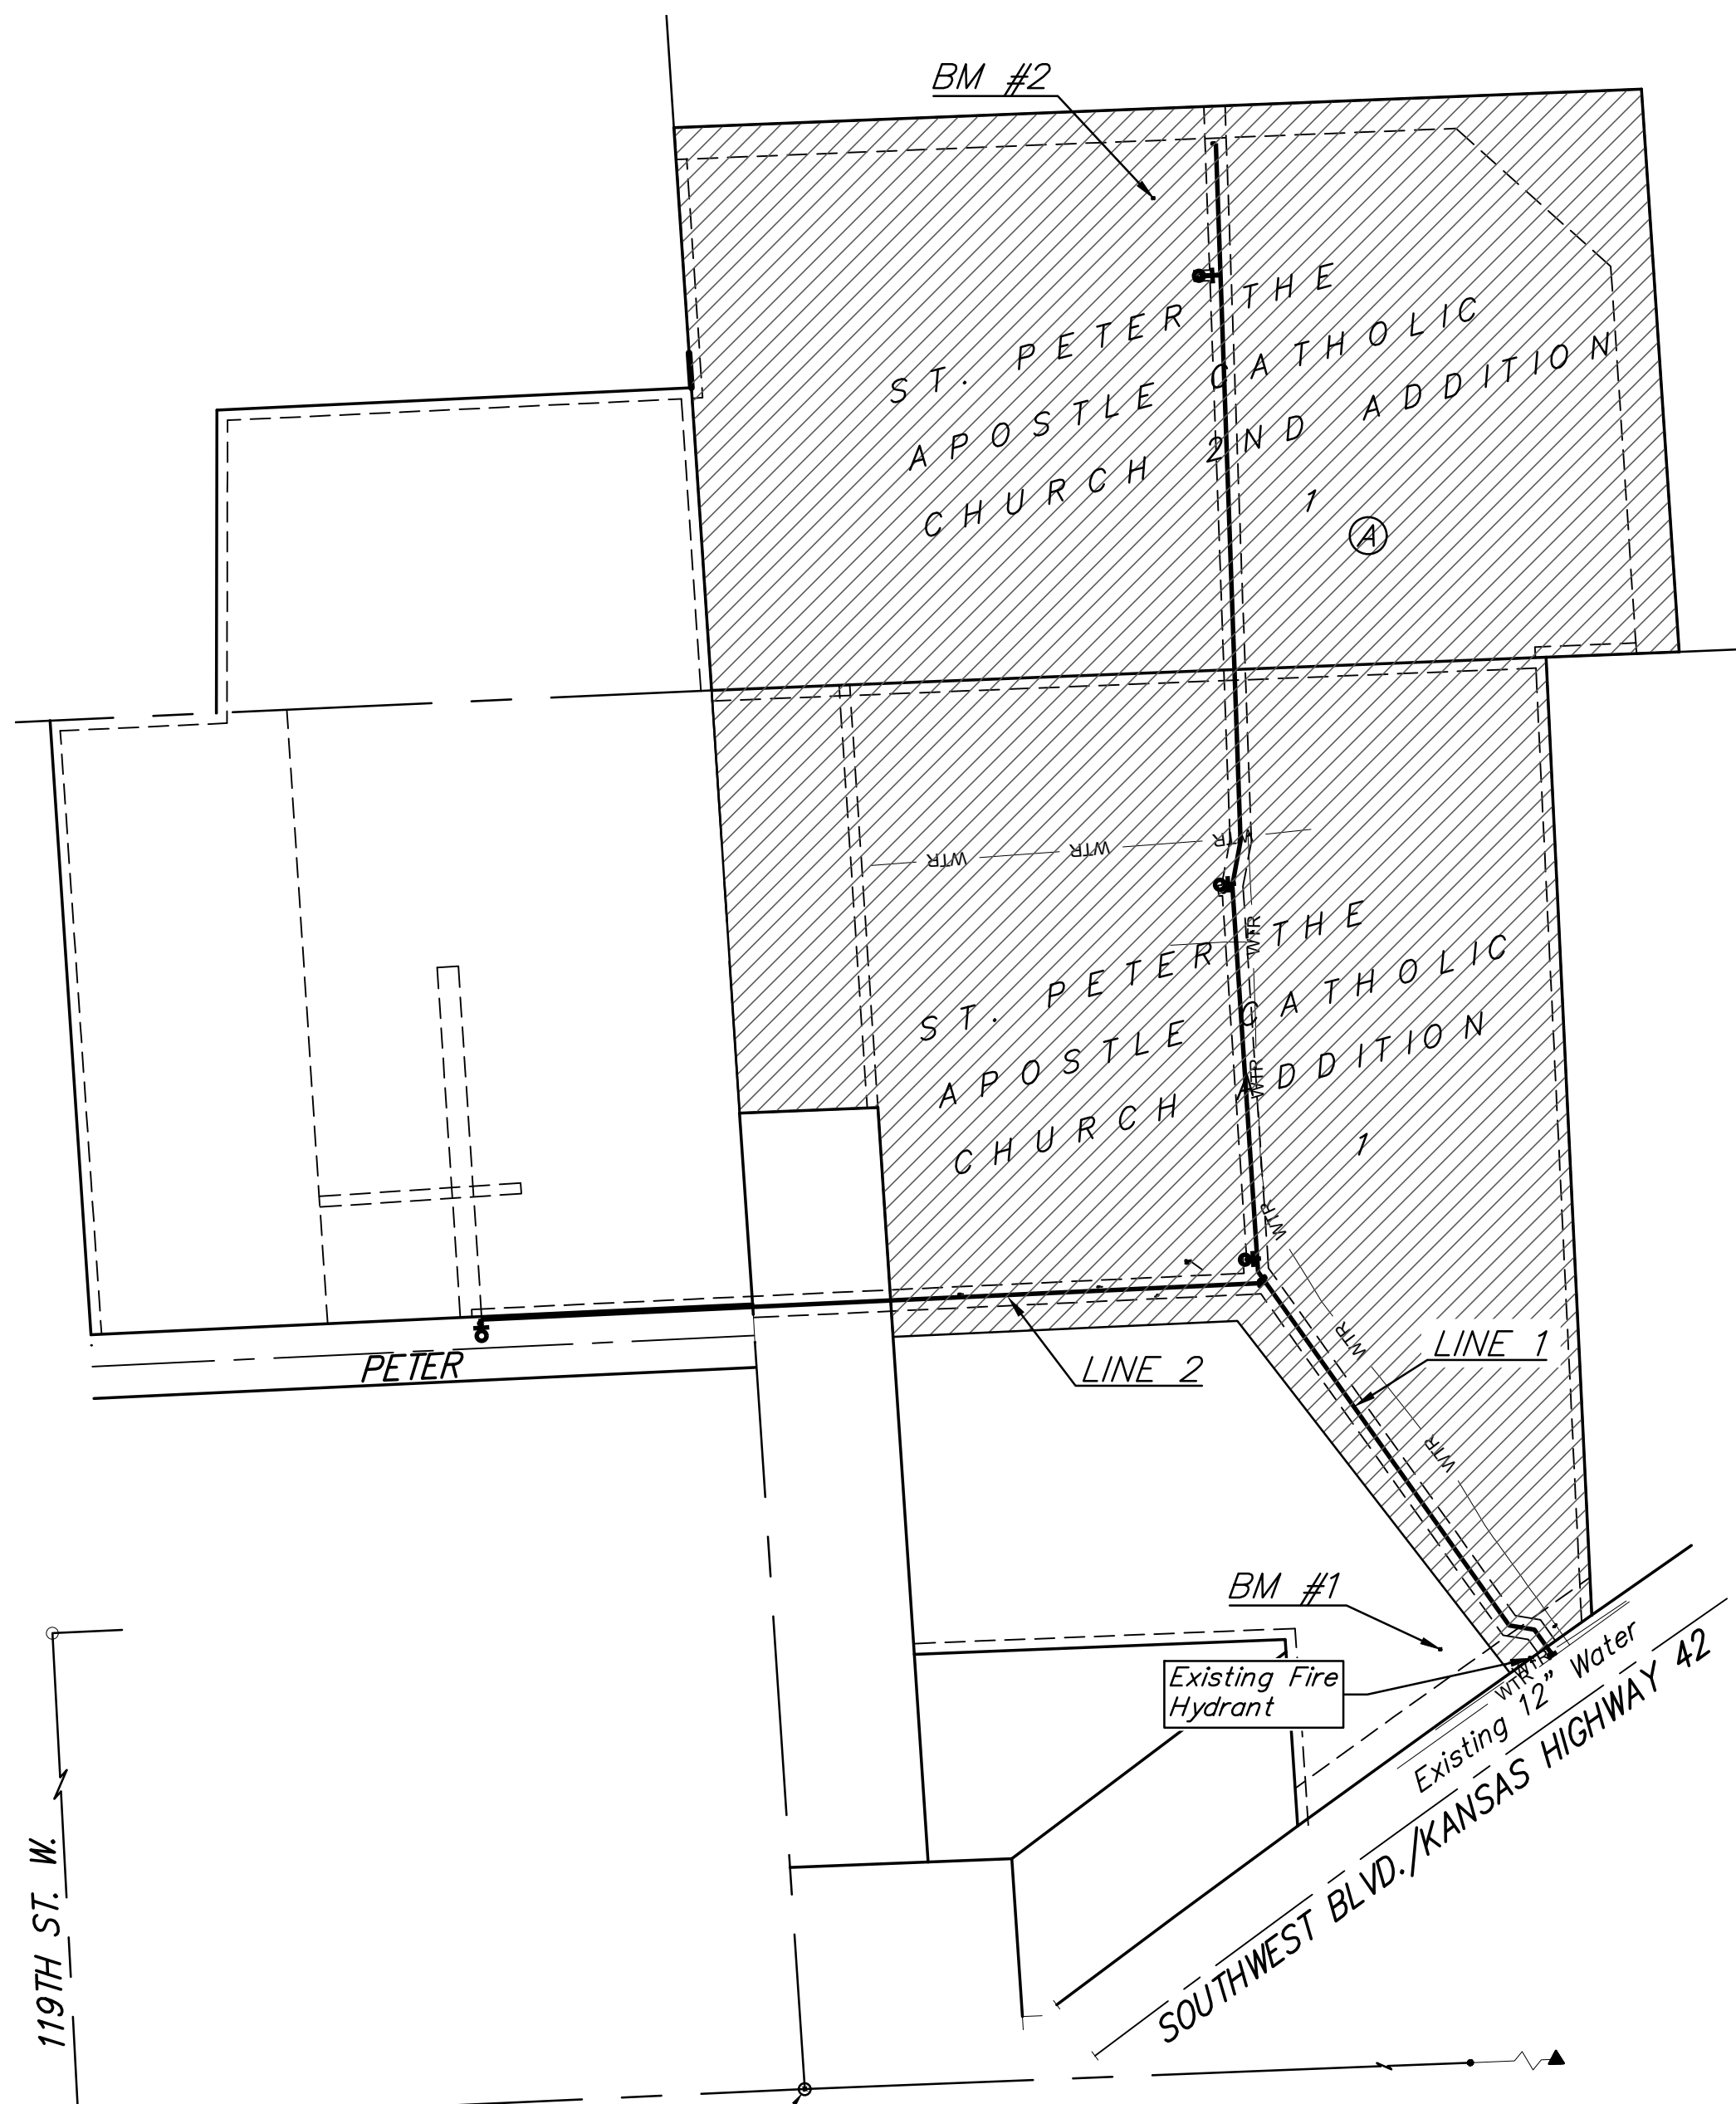 BM #2
ST. PETER THE
APOSTLE CATHOLIC
CHURCH 2ND ADDITION
1
A
WTR
WTR
WTR
WTR
ST. PETER THE
APOSTLE CATHOLIC
CHURCH ADDITION
1
WTR
WTR
WTR
WTR
LINE 1
LINE 2
PETER
BM #1
Existing Fire
Hydrant
WTR
WTR
Existing 12" Water
SOUTHWEST BLVD./KANSAS HIGHWAY 42
119TH ST. W.